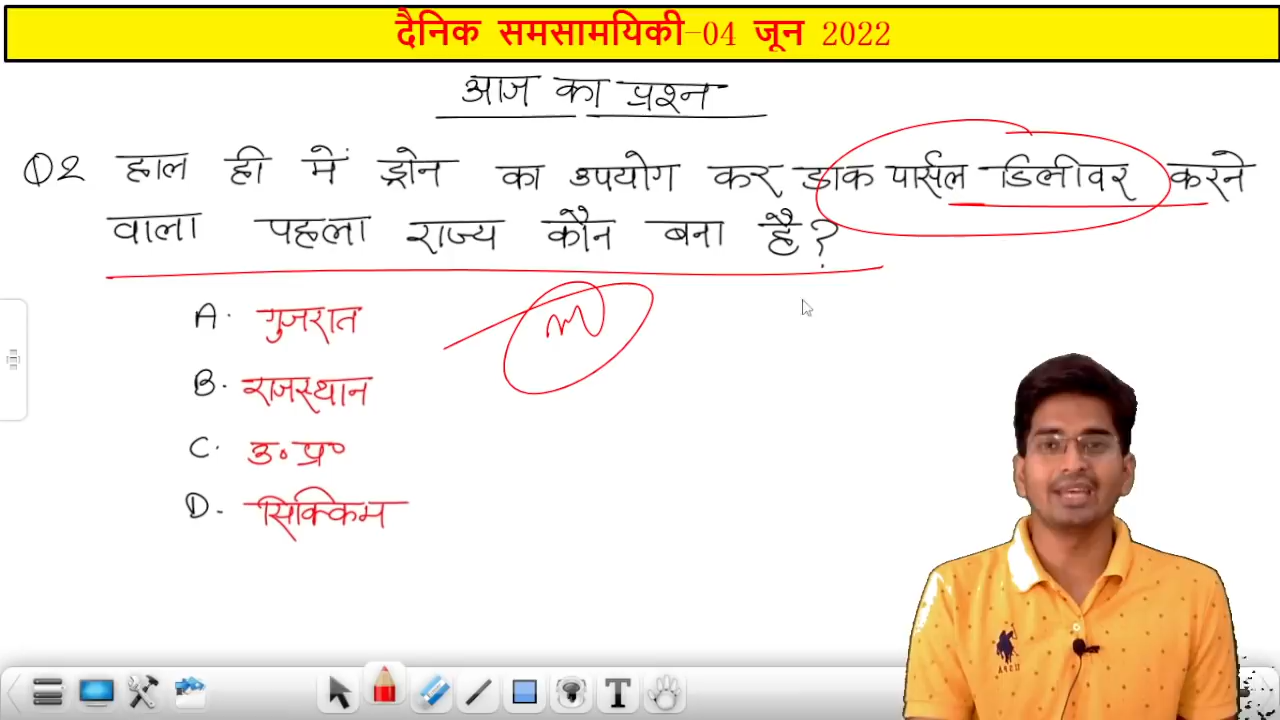 दैनिक समसामयिकी-04 जून 2022
आज का प्रश्न
Q2 हाल ही में ड्रोन का उपयोग कर डाक पार्सल डिलीवर करने
वाला पहला राज्य कौन बना है?
A. गुजरात
B. राजस्थान
C. उ॰ प्र॰
D. सिक्किम